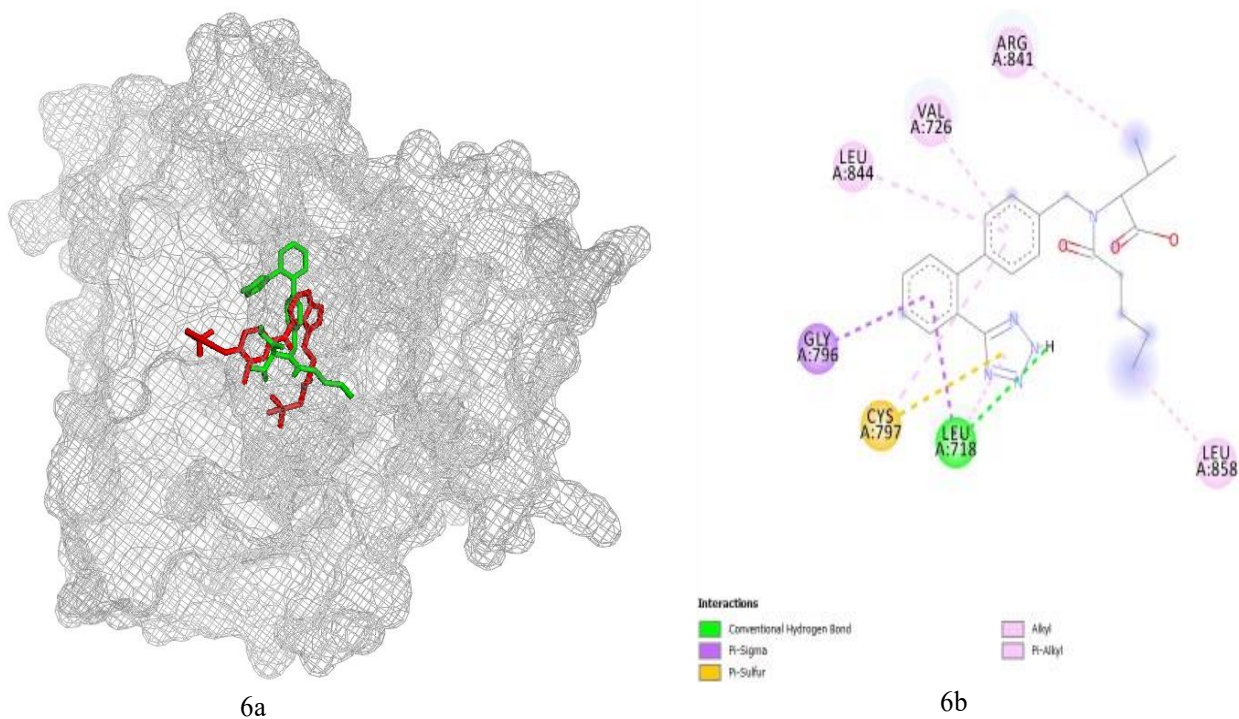 ARG
A:841
VAL
A:726
LEU
A:844
O
N
O
O
N
N
H
N
N
GLY
A:796
CYS
A:797
LEU
A:718
LEU
A:858
Interactions
Conventional Hydrogen Bond
Pi-Sigma
Pi-Sulfur
Alkyl
Pi-Alkyl
6a
6b